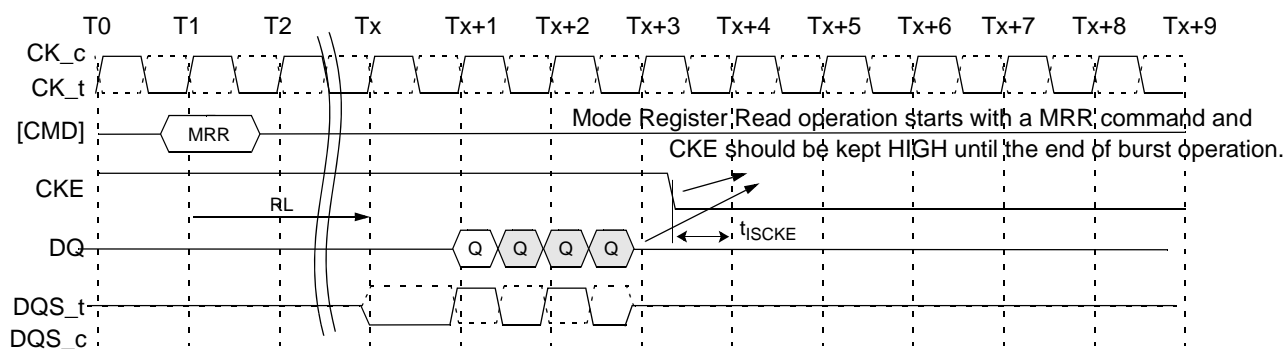 T0 T1 T2 Tx Tx+1 Tx+2 Tx+3 Tx+4 Tx+5 Tx+6 Tx+7 Tx+8 Tx+9
CK_c
CK_t
[CMD] MRR Mode Register Read operation starts with a MRR command and
CKE should be kept HIGH until the end of burst operation.
CKE
RL
tISCKE
DQ Q Q Q Q
DQS_t
DQS_c